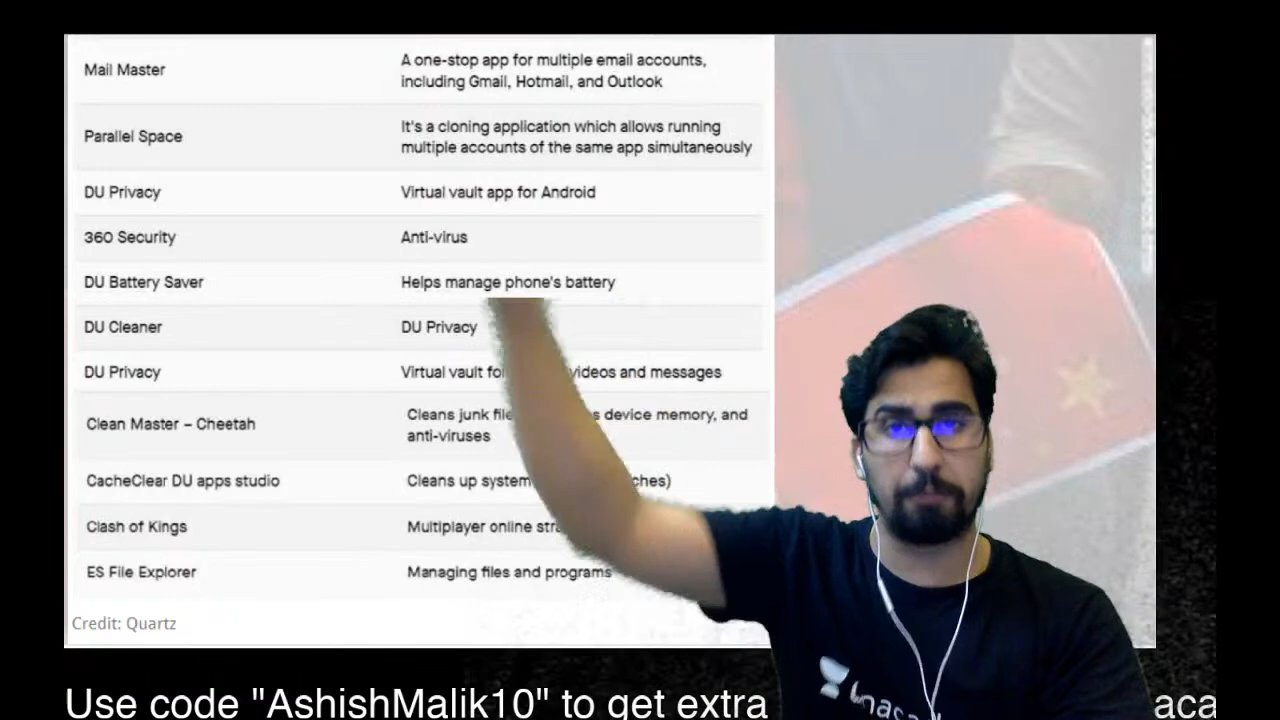 Mail Master
A one-stop app for multiple email accounts,
including Gmail, Hotmail, and Outlook
Parallel Space
It's a cloning application which allows running
multiple accounts of the same app simultaneously
DU Privacy
Virtual vault app for Android
360 Security
Anti-virus
DU Battery Saver
Helps manage phone's battery
DU Cleaner
DU Privacy
DU Privacy
Virtual vault videos and messages
Clean Master – Cheetah
Cleans junk device memory, and
anti-viruses
CacheClear DU apps studio
Cleans up system
Clash of Kings
Multiplayer online
ES File Explorer
Managing files and programs
Credit: Quartz
Use code "AshishMalik10" to get extra